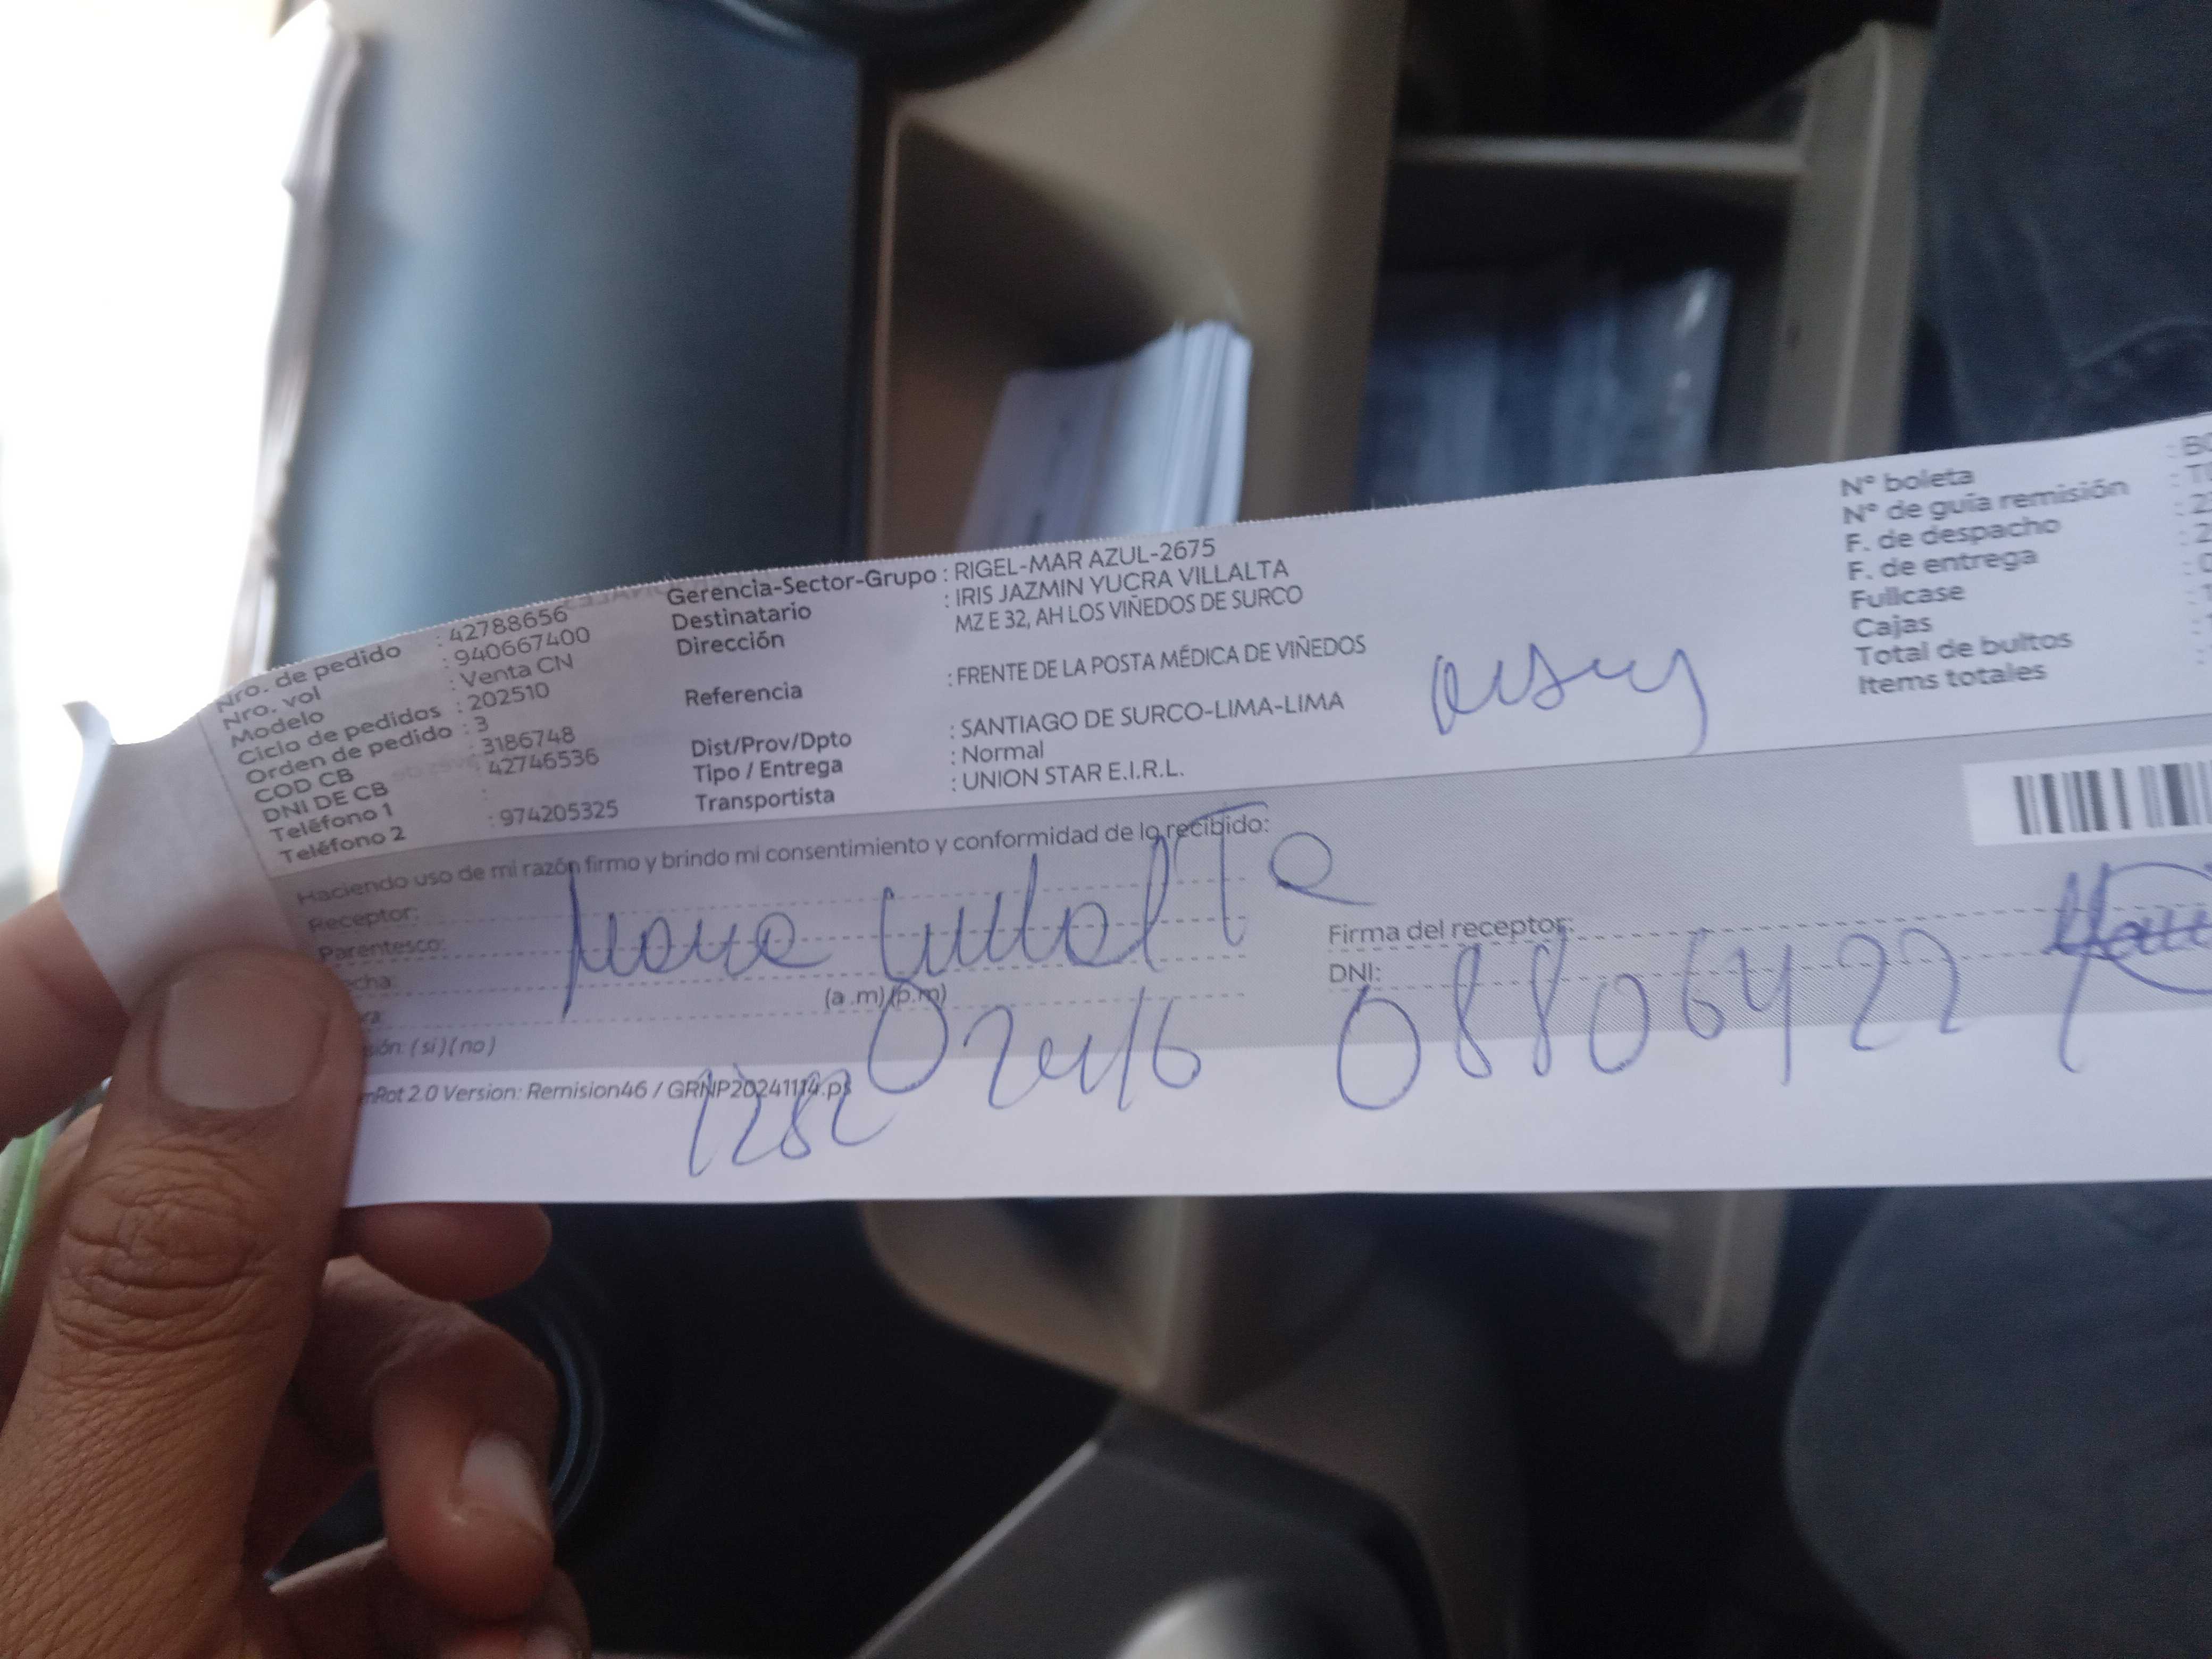 Nro. de pedido : 42788656
Nro. vol : 940667400
Modelo : Venta CN
Ciclo de pedidos : 202510
Orden de pedido : 3
COD CB : 3186748
DNI DE CB : 42746536
Teléfono 1 :
Teléfono 2 : 974205325
Gerencia-Sector-Grupo : RIGEL-MAR AZUL-2675
Destinatario : IRIS JAZMIN YUCRA VILLALTA
Dirección MZ E 32, AH LOS VIÑEDOS DE SURCO
Referencia : FRENTE DE LA POSTA MÉDICA DE VIÑEDOS
Dist/Prov/Dpto : SANTIAGO DE SURCO-LIMA-LIMA
Tipo / Entrega : Normal
Transportista : UNION STAR E.I.R.L.
N° boleta
N° de guía remisión
F. de despacho
F. de entrega
Fullcase
Cajas
Total de bultos
Items totales
Haciendo uso de mi razón firmo y brindo mi consentimiento y conformidad de lo recibido:
Receptor:
Parentesco:
cha:
(a .m)(p.m)
sión: ( si ) ( no )
Firma del receptor:
DNI: 08806422
mRot 2.0 Version: Remision46 / GRNP20241114.ps